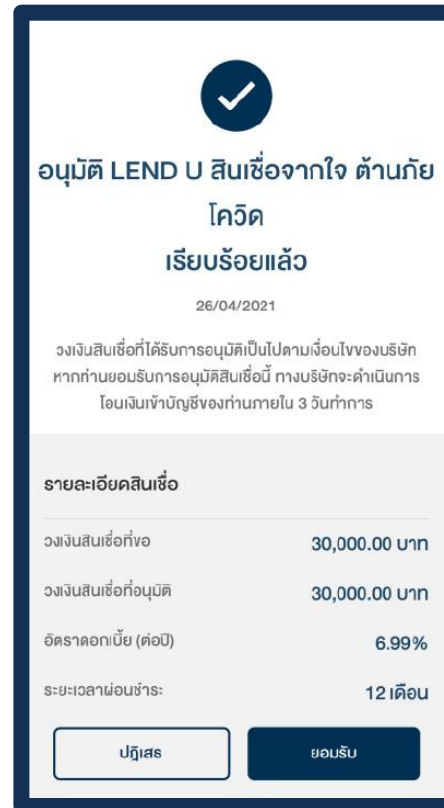 อนุมัติ LEND U สินเชื่อจากใจ ต้านภัย
โควิด
เรียบร้อยแล้ว
26/04/2021
วงเงินสินเชื่อที่ได้รับการอนุมัติเป็นไปตามเงื่อนไขของบริษัท
หากท่านยอมรับการอนุมัติสินเชื่อนี้ ทางบริษัทจะดำเนินการ
โอนเงินเข้าบัญชีของท่านภายใน 3 วันทำการ
รายละเอียดสินเชื่อ
วงเงินสินเชื่อที่ขอ 30,000.00 บาท
วงเงินสินเชื่อที่อนุมัติ 30,000.00 บาท
อัตราดอกเบี้ย (ต่อปี) 6.99%
ระยะเวลาผ่อนชำระ 12 เดือน
ปฏิเสธ ยอมรับ